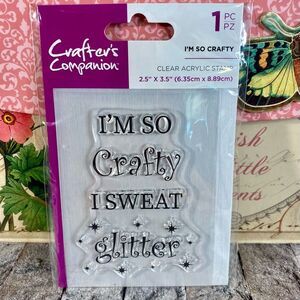 Crafter's
Companion
1 PC
PZ
I'M SO CRAFTY
CLEAR ACRYLIC STAMP
2.5" X 3.5" (6.35cm x 8.89cm)
I'M SO
Crafty
I SWEAT
glitter